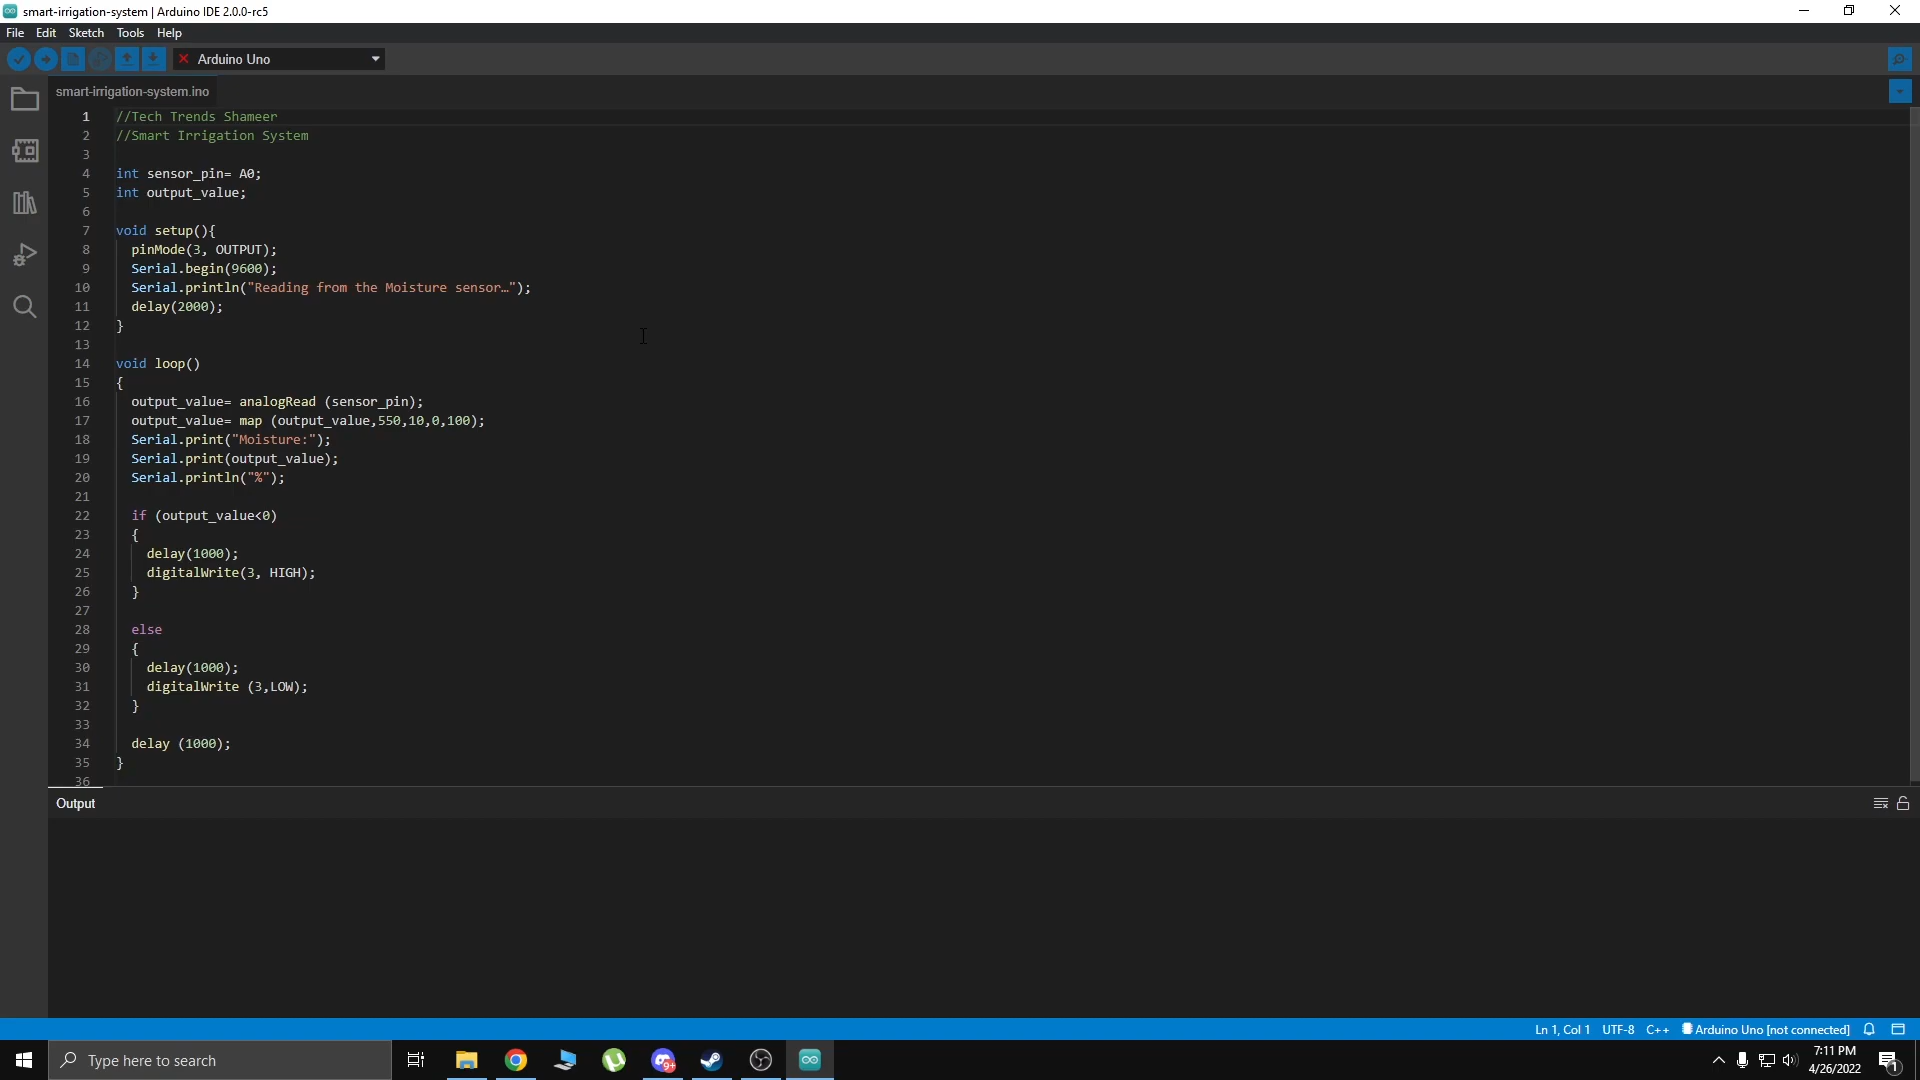 smart-irrigation-system | Arduino IDE 2.0.0-rc5
File Edit Sketch Tools Help
Arduino Uno
smart-irrigation-system.ino
1 //Tech Trends Shameer
2 //Smart Irrigation System
3
4 int sensor_pin= A0;
5 int output_value;
6
7 void setup(){
8 pinMode(3, OUTPUT);
9 Serial.begin(9600);
10 Serial.println("Reading from the Moisture sensor…");
11 delay(2000);
12 }
13
14 void loop()
15 {
16 output_value= analogRead (sensor_pin);
17 output_value= map (output_value,550,10,0,100);
18 Serial.print("Moisture:");
19 Serial.print(output_value);
20 Serial.println("%");
21
22 if (output_value<0)
23 {
24 delay(1000);
25 digitalWrite(3, HIGH);
26 }
27
28 else
29 {
30 delay(1000);
31 digitalWrite (3,LOW);
32 }
33
34 delay (1000);
35 }
36
Output
Ln 1, Col 1 UTF-8 C++ Arduino Uno [not connected]
Type here to search
9+
7:11 PM
4/26/2022
1